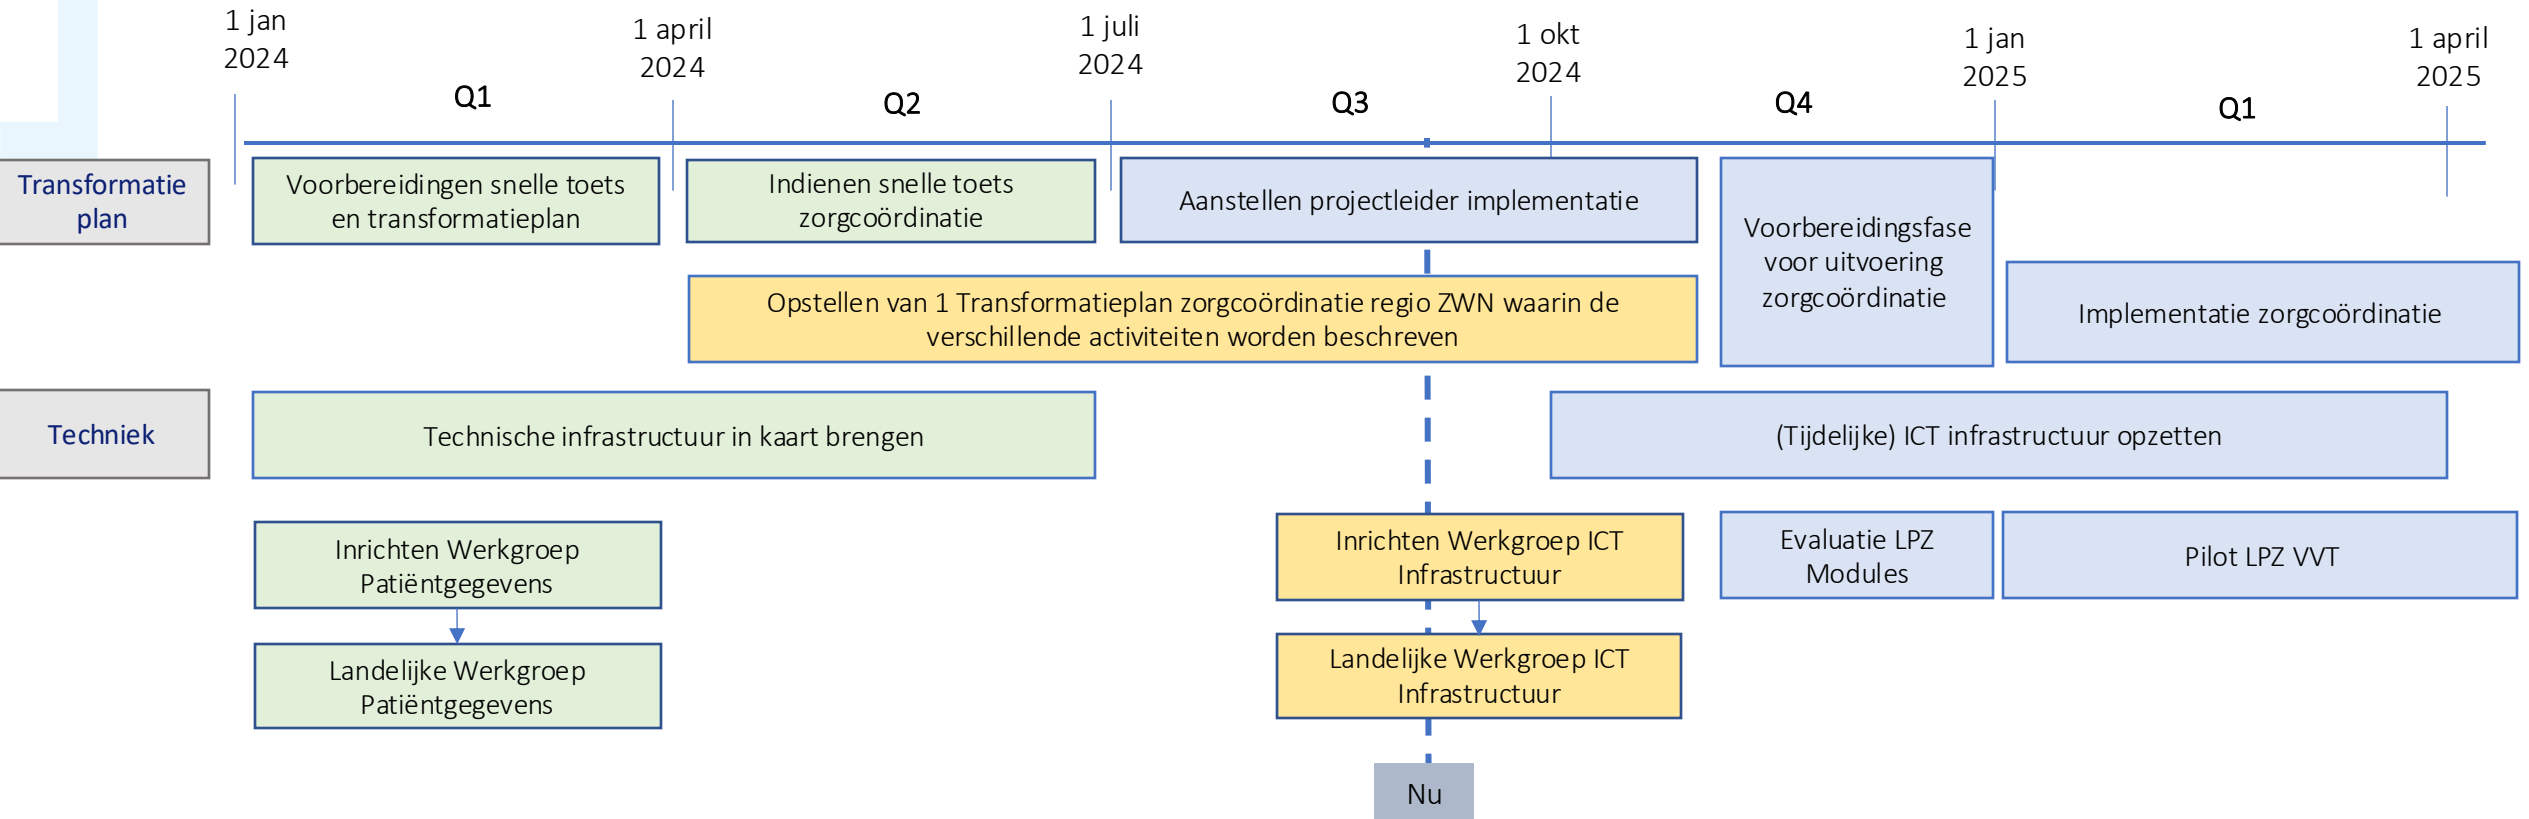 1 jan
2024
1 april
2024
1 juli
2024
1 okt
2024
1 jan
2025
1 april
2025
Q1
Q2
Q3
Q4
Q1
Transformatie
plan
Voorbereidingen snelle toets
en transformatieplan
Indienen snelle toets
zorgcoördinatie
Aanstellen projectleider implementatie
Voorbereidingsfase
voor uitvoering
zorgcoördinatie
Opstellen van 1 Transformatieplan zorgcoördinatie regio ZWN waarin de
verschillende activiteiten worden beschreven
Implementatie zorgcoördinatie
Techniek
Technische infrastructuur in kaart brengen
(Tijdelijke) ICT infrastructuur opzetten
Inrichten Werkgroep
Patiëntgegevens
Inrichten Werkgroep ICT
Infrastructuur
Evaluatie LPZ
Modules
Pilot LPZ VVT
Landelijke Werkgroep
Patiëntgegevens
Landelijke Werkgroep ICT
Infrastructuur
Nu